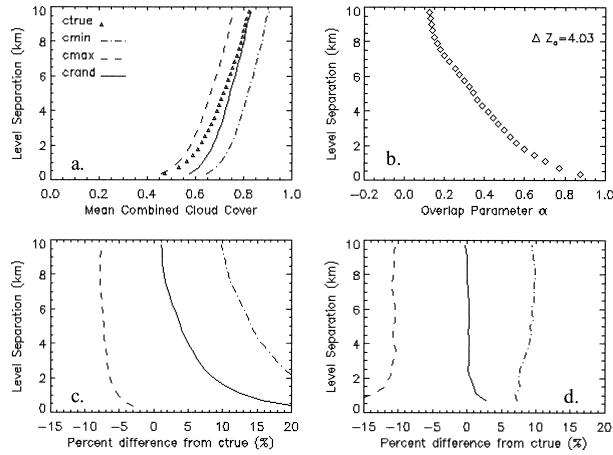 ctrue
cmin
cmax
crand
10
8
6
4
2
0
Level Separation (km)
a.
0.0 0.2 0.4 0.6 0.8 1.0
Mean Combined Cloud Cover
Δ Zα=4.03
10
8
6
4
2
0
Level Separation (km)
b.
-0.2 0.0 0.2 0.4 0.6 0.8 1.0
Overlap Parameter α
10
8
6
4
2
0
Level Separation (km)
c.
-15 -10 -5 0 5 10 15 20
Percent difference from ctrue (%)
10
8
6
4
2
0
Level Separation (km)
d.
-15 -10 -5 0 5 10 15 20
Percent difference from ctrue (%)